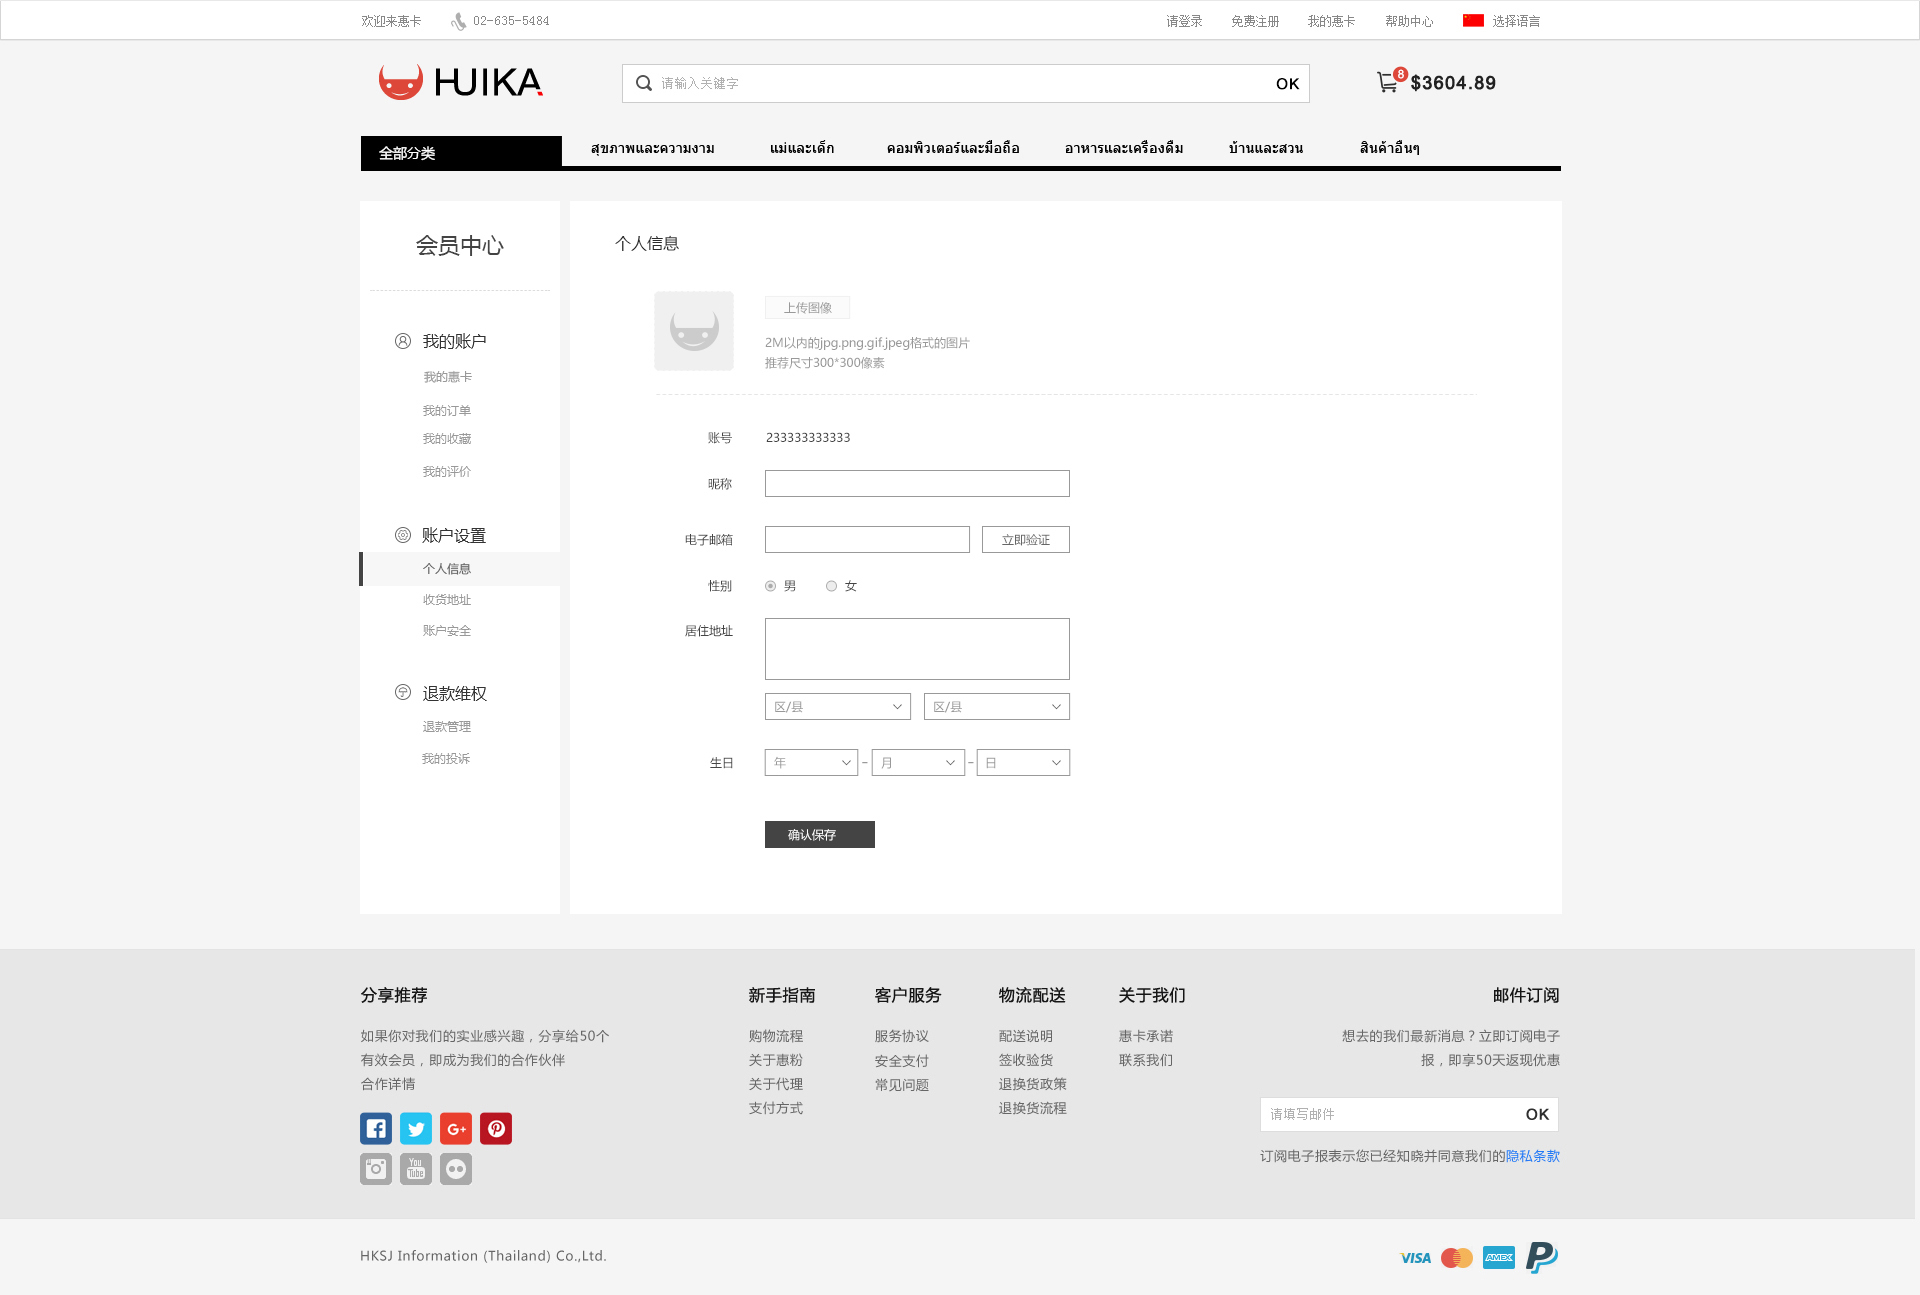 欢迎来惠卡 02-635-5484 请登录 免费注册 我的惠卡 帮助中心 选择语言
HUIKA 请输入关键字 OK 8 $3604.89
全部分类 สุขภาพและความงาม แม่และเด็ก คอมพิวเตอร์และมือถือ อาหารและเครื่องดื่ม บ้านและสวน สินค้าอื่นๆ
会员中心
我的账户
我的惠卡
我的订单
我的收藏
我的评价
账户设置
个人信息
收货地址
账户安全
退款维权
退款管理
我的投诉
个人信息
上传图像
2M以内的jpg.png.gif.jpeg格式的图片
推荐尺寸300*300像素
账号 233333333333
昵称
电子邮箱 立即验证
性别 男 女
居住地址
区/县 区/县
生日 年 - 月 - 日
确认保存
分享推荐
如果你对我们的实业感兴趣，分享给50个
有效会员，即成为我们的合作伙伴
合作详情
You
Tube
新手指南
购物流程
关于惠粉
关于代理
支付方式
客户服务
服务协议
安全支付
常见问题
物流配送
配送说明
签收验货
退换货政策
退换货流程
关于我们
惠卡承诺
联系我们
邮件订阅
想去的我们最新消息？立即订阅电子
报，即享50天返现优惠
请填写邮件 OK
订阅电子报表示您已经知晓并同意我们的隐私条款
HKSJ Information (Thailand) Co.,Ltd. VISA AMEX